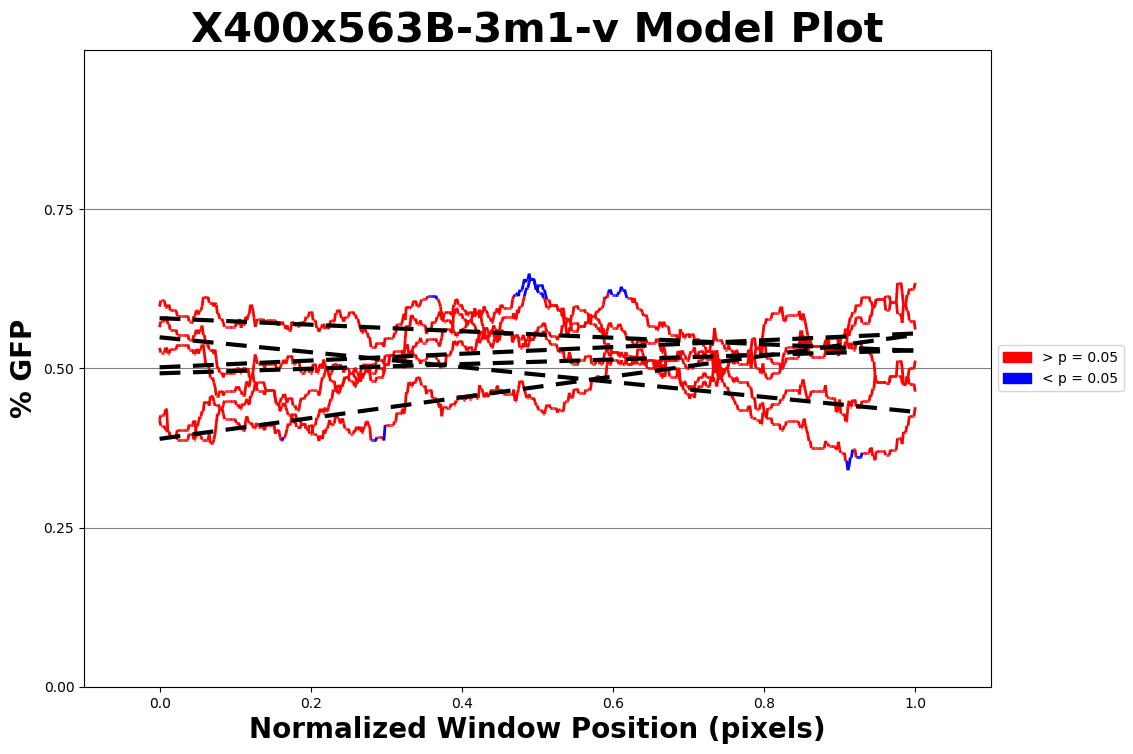 X400x563B-3m1-v Model Plot
% GFP
0.75
0.50
0.25
0.00
0.0 0.2 0.4 0.6 0.8 1.0
Normalized Window Position (pixels)
> p = 0.05
< p = 0.05